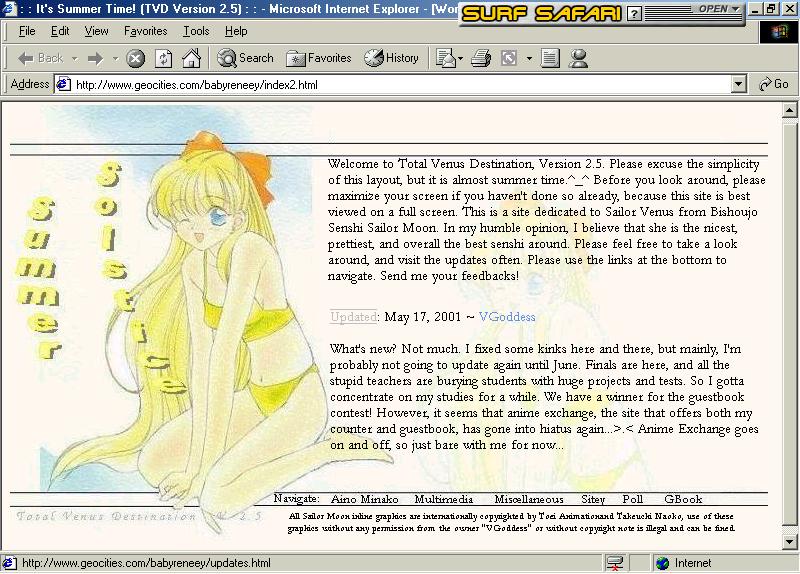 : : It's Summer Time! (TVD Version 2.5) : : - Microsoft Internet Explorer - [Wor
SURF SAFARI ? OPEN
File Edit View Favorites Tools Help
Back Search Favorites History
Address http://www.geocities.com/babyreneey/index2.html Go
Summer
Solstice
Welcome to Total Venus Destination, Version 2.5. Please excuse the simplicity
of this layout, but it is almost summer time.^_^ Before you look around, please
maximize your screen if you haven't done so already, because this site is best
viewed on a full screen. This is a site dedicated to Sailor Venus from Bishoujo
Senshi Sailor Moon. In my humble opinion, I believe that she is the nicest,
prettiest, and overall the best senshi around. Please feel free to take a look
around, and visit the updates often. Please use the links at the bottom to
navigate. Send me your feedbacks!
Updated: May 17, 2001 ~ VGoddess
What's new? Not much. I fixed some kinks here and there, but mainly, I'm
probably not going to update again until June. Finals are here, and all the
stupid teachers are burying students with huge projects and tests. So I gotta
concentrate on my studies for a while. We have a winner for the guestbook
contest! However, it seems that anime exchange, the site that offers both my
counter and guestbook, has gone into hiatus again...>.< Anime Exchange goes
on and off, so just bare with me for now...
Navigate: Aino Minako Multimedia Miscellaneous Sitey Poll GBook
Total Venus Destination V. 2.5
All Sailor Moon inline graphics are internationally copyrighted by Toei Animationand Takeucki Naoko, use of these
graphics without any permission from the owner "VGoddess" or without copyright note is illegal and can be fined.
http://www.geocities.com/babyreneey/updates.html Internet